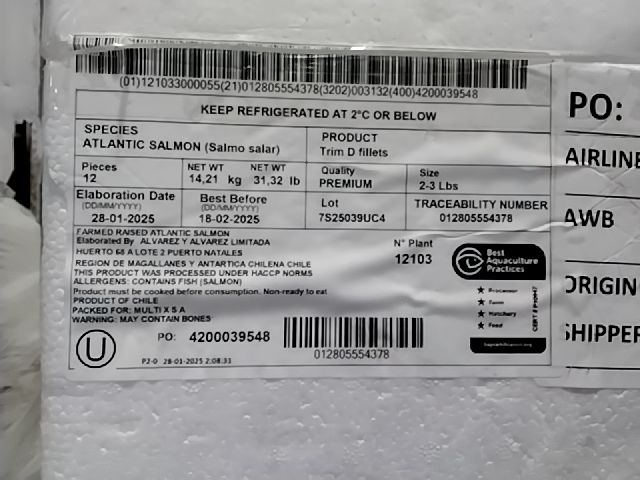 (01)121033000055(21)012805554378(3202)003132(400)4200039548
KEEP REFRIGERATED AT 2°C OR BELOW
SPECIES
ATLANTIC SALMON (Salmo salar)
PRODUCT
Trim D fillets
Pieces
12
NET WT NET WT
14,21 kg 31,32 lb
Quality
PREMIUM
Size
2-3 Lbs
Elaboration Date
(DD/MM/YYYY)
28-01-2025
Best Before
(DD/MM/YYYY)
18-02-2025
Lot
7S25039UC4
TRACEABILITY NUMBER
012805554378
FARMED RAISED ATLANTIC SALMON
Elaborated By ALVAREZ Y ALVAREZ LIMITADA
HUERTO 68 A LOTE 2 PUERTO NATALES
REGION DE MAGALLANES Y ANTARTICA CHILENA CHILE
THIS PRODUCT WAS PROCESSED UNDER HACCP NORMS
ALLERGENS: CONTAINS FISH (SALMON)
Product must be cooked before consumption. Non-ready to eat
PRODUCT OF CHILE
PACKED FOR: MULTI X S A
WARNING: MAY CONTAIN BONES
N° Plant
12103
Best
Aquaculture
Practices
Processor
Farm
Hatchery
Feed
U
PO: 4200039548
012805554378
P2-0 28-01-2025 2:08:31
PO:
AIRLINE
AWB
ORIGIN
SHIPPER